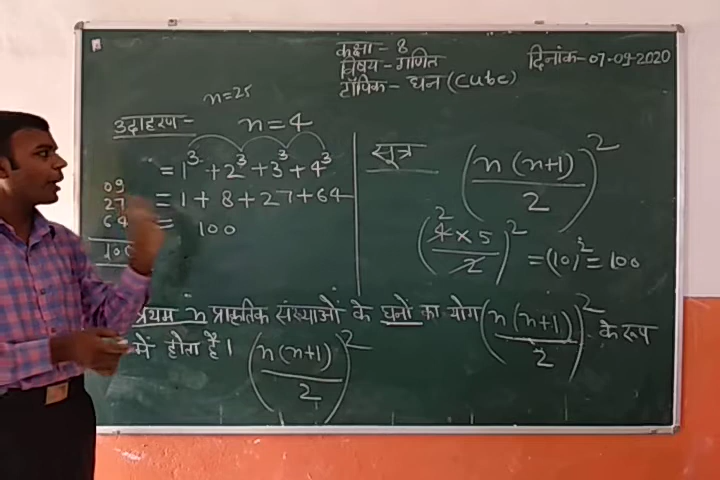 कक्षा - 8
विषय - गणित
टॉपिक - घन (Cube)
दिनांक - 07-09-2020
n=25
उदाहरण -
n = 4
= 1³ + 2³ + 3³ + 4³
= 1 + 8 + 27 + 64
= 100
09
27
64
100
सूत्र
(n(n+1)/2)²
(4×5/2)² = (10)² = 100
प्रथम n प्राकृतिक संख्याओं के घनों का योग (n(n+1)/2)² के रूप
में होता है। (n(n+1)/2)²